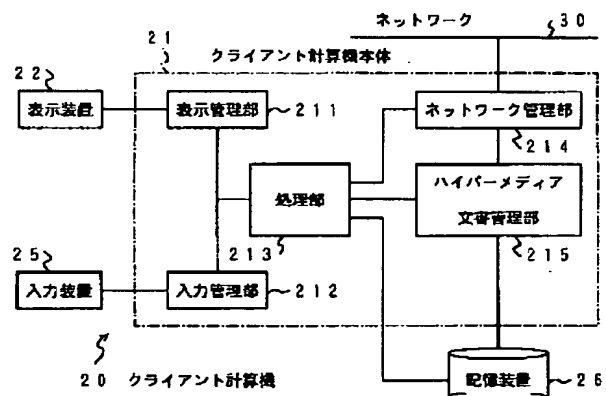 ネットワーク
30
21
クライアント計算機本体
22
表示装置
表示管理部
211
ネットワーク管理部
214
処理部
213
ハイパーメディア
文書管理部
215
25
入力装置
入力管理部
212
20 クライアント計算機
記憶装置
26